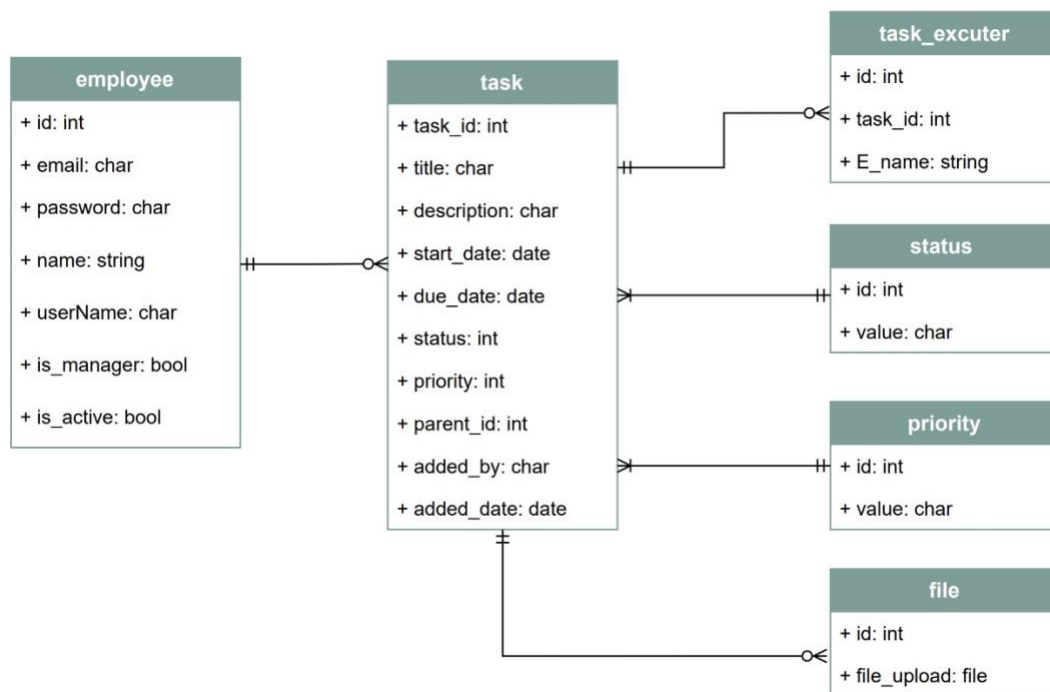 employee
+ id: int
+ email: char
+ password: char
+ name: string
+ userName: char
+ is_manager: bool
+ is_active: bool
task
+ task_id: int
+ title: char
+ description: char
+ start_date: date
+ due_date: date
+ status: int
+ priority: int
+ parent_id: int
+ added_by: char
+ added_date: date
task_excuter
+ id: int
+ task_id: int
+ E_name: string
status
+ id: int
+ value: char
priority
+ id: int
+ value: char
file
+ id: int
+ file_upload: file